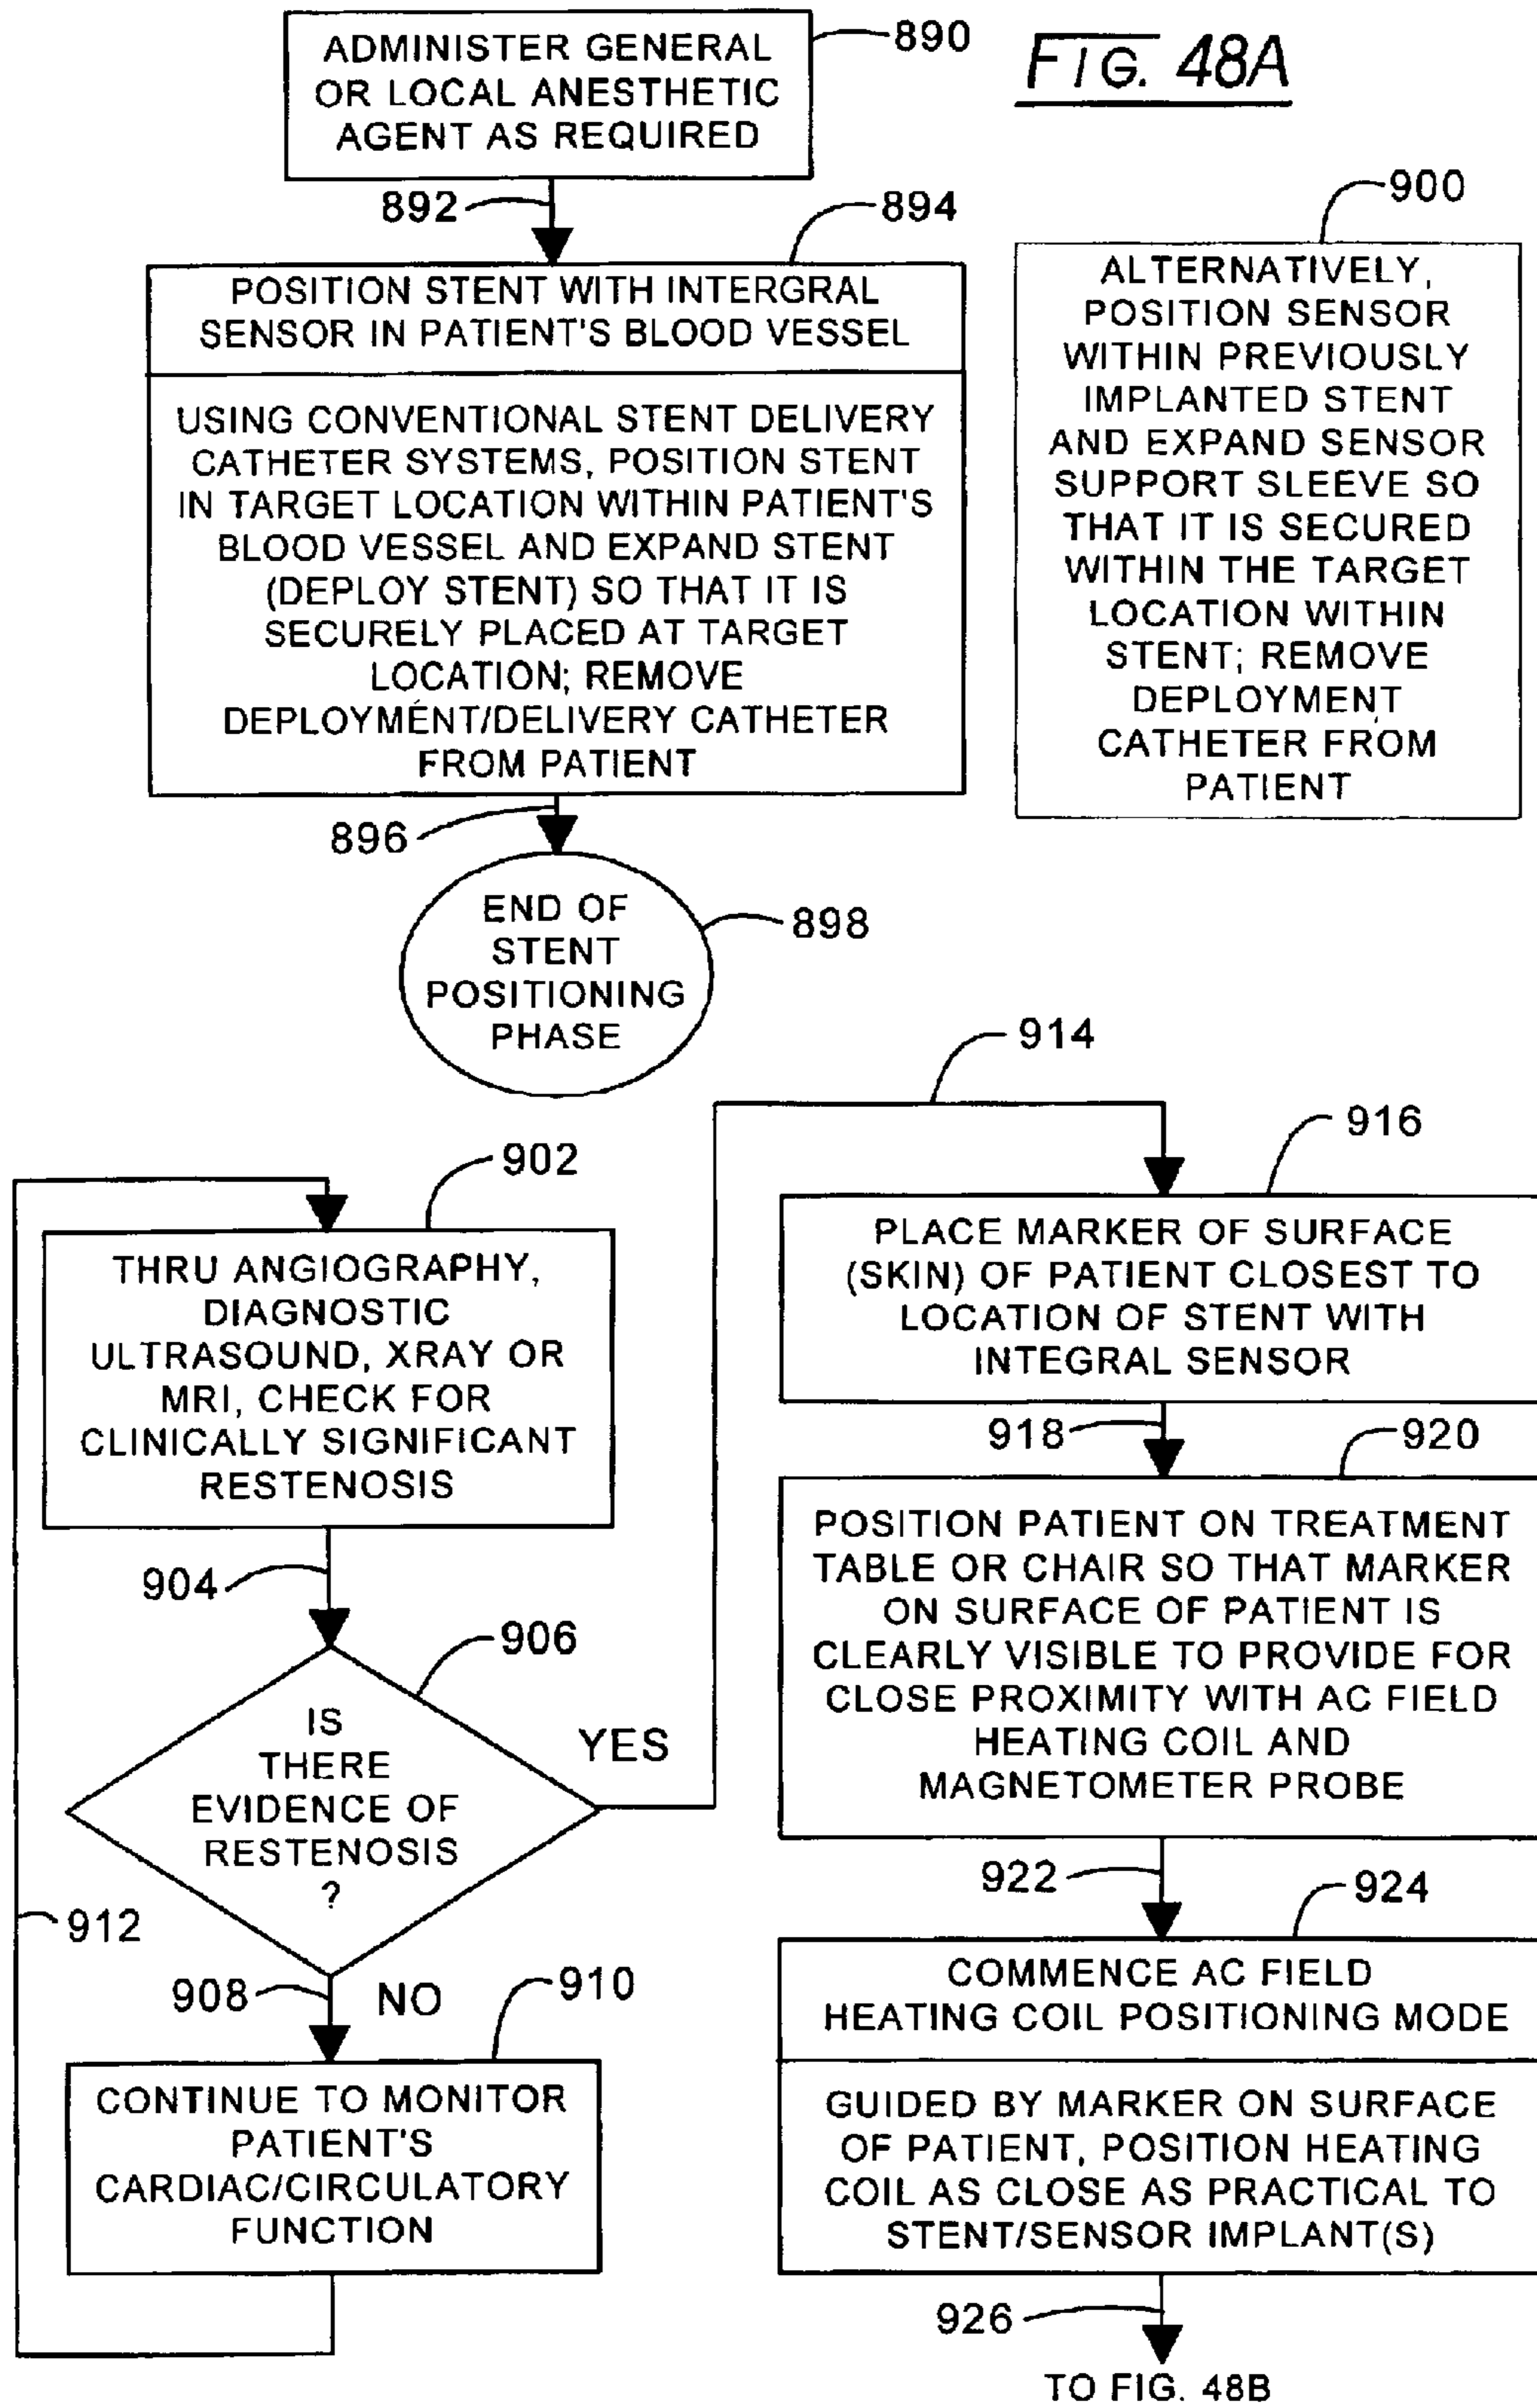 FIG. 48A
890
ADMINISTER GENERAL
OR LOCAL ANESTHETIC
AGENT AS REQUIRED
892
894
POSITION STENT WITH INTERGRAL
SENSOR IN PATIENT'S BLOOD VESSEL
USING CONVENTIONAL STENT DELIVERY
CATHETER SYSTEMS, POSITION STENT
IN TARGET LOCATION WITHIN PATIENT'S
BLOOD VESSEL AND EXPAND STENT
(DEPLOY STENT) SO THAT IT IS
SECURELY PLACED AT TARGET
LOCATION; REMOVE
DEPLOYMENT/DELIVERY CATHETER
FROM PATIENT
896
END OF
STENT
POSITIONING
PHASE
898
900
ALTERNATIVELY,
POSITION SENSOR
WITHIN PREVIOUSLY
IMPLANTED STENT
AND EXPAND SENSOR
SUPPORT SLEEVE SO
THAT IT IS SECURED
WITHIN THE TARGET
LOCATION WITHIN
STENT; REMOVE
DEPLOYMENT
CATHETER FROM
PATIENT
902
THRU ANGIOGRAPHY,
DIAGNOSTIC
ULTRASOUND, XRAY OR
MRI, CHECK FOR
CLINICALLY SIGNIFICANT
RESTENOSIS
904
906
IS
THERE
EVIDENCE OF
RESTENOSIS
?
YES
912
908
NO
910
CONTINUE TO MONITOR
PATIENT'S
CARDIAC/CIRCULATORY
FUNCTION
914
916
PLACE MARKER OF SURFACE
(SKIN) OF PATIENT CLOSEST TO
LOCATION OF STENT WITH
INTEGRAL SENSOR
918
920
POSITION PATIENT ON TREATMENT
TABLE OR CHAIR SO THAT MARKER
ON SURFACE OF PATIENT IS
CLEARLY VISIBLE TO PROVIDE FOR
CLOSE PROXIMITY WITH AC FIELD
HEATING COIL AND
MAGNETOMETER PROBE
922
924
COMMENCE AC FIELD
HEATING COIL POSITIONING MODE
GUIDED BY MARKER ON SURFACE
OF PATIENT, POSITION HEATING
COIL AS CLOSE AS PRACTICAL TO
STENT/SENSOR IMPLANT(S)
926
TO FIG. 48B